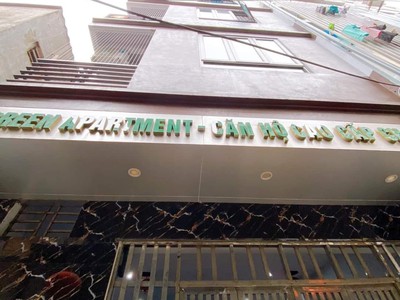 GREEN APARTMENT - CĂN HỘ CAO CẤP